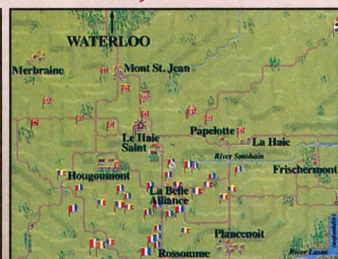 WATERLOO
Merbraine
Mont St. Jean
Le Haie
Saint
Papelotte
La Haie
River Smohain
Frischermont
Hougoumont
La Belle
Alliance
Plancenoit
Rossomme
River Lasne